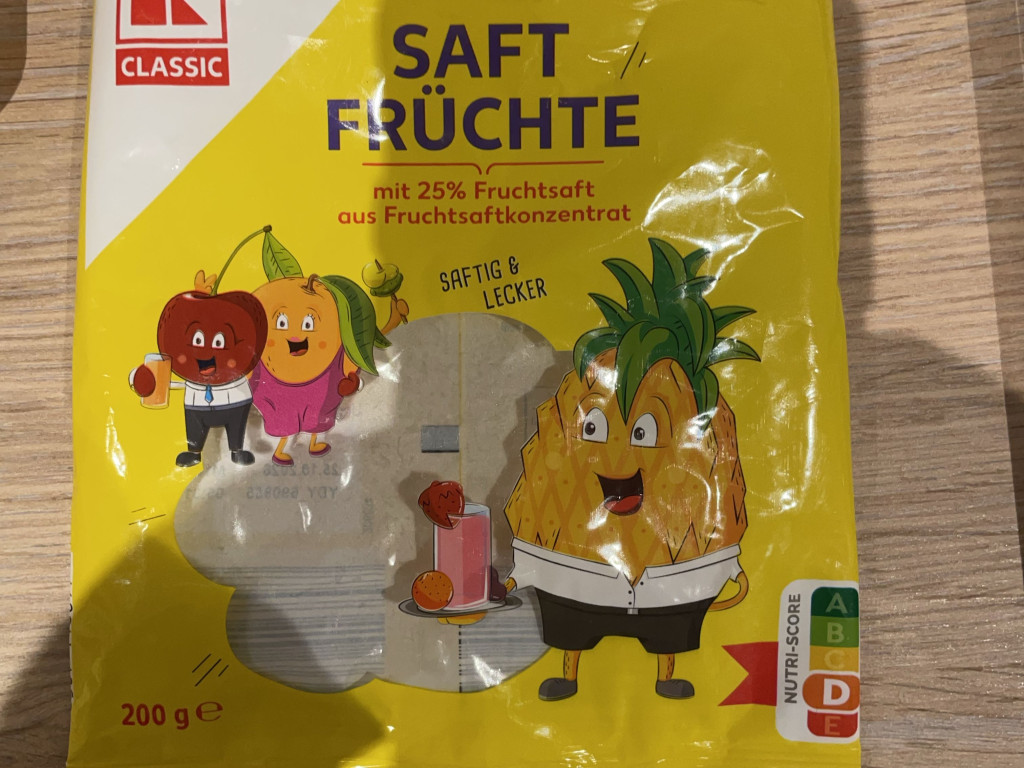 CLASSIC
SAFT
FRÜCHTE
mit 25% Fruchtsaft
aus Fruchtsaftkonzentrat
SAFTIG &
LECKER
200 g e
NUTRI-SCORE
A
B
C
D
E